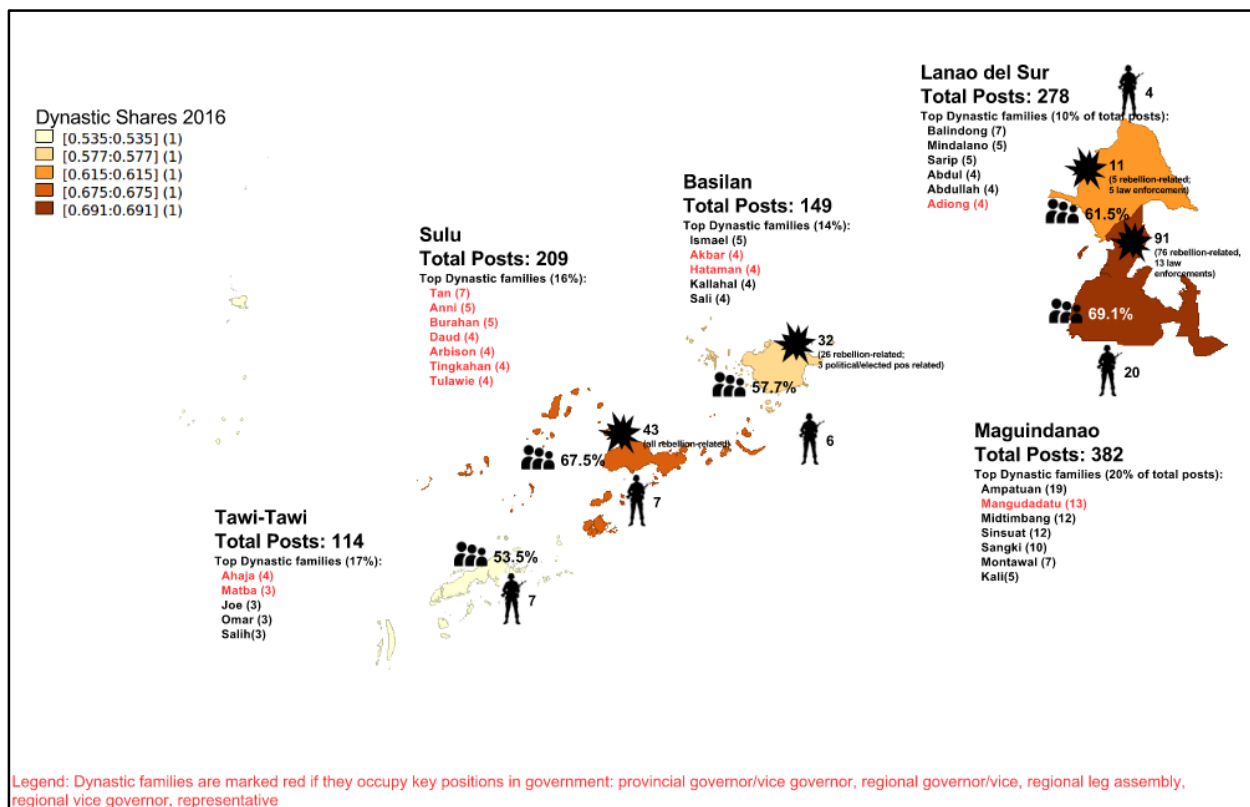 Dynastic Shares 2016
[0.535:0.535] (1)
[0.577:0.577] (1)
[0.615:0.615] (1)
[0.675:0.675] (1)
[0.691:0.691] (1)
Lanao del Sur
Total Posts: 278
Top Dynastic families (10% of total posts):
Balindong (7)
Mindalano (5)
Sarip (5)
Abdul (4)
Abdullah (4)
Adiong (4)
4
11
(5 rebellion-related;
5 law enforcement)
61.5%
91
(76 rebellion-related,
13 law
enforcements)
69.1%
20
Basilan
Total Posts: 149
Top Dynastic families (14%):
Ismael (5)
Akbar (4)
Hataman (4)
Kallahal (4)
Sali (4)
32
(26 rebellion-related;
3 political/elected pos related)
57.7%
6
Sulu
Total Posts: 209
Top Dynastic families (16%):
Tan (7)
Anni (5)
Burahan (5)
Daud (4)
Arbison (4)
Tingkahan (4)
Tulawie (4)
43
(all rebellion-related)
67.5%
7
Maguindanao
Total Posts: 382
Top Dynastic families (20% of total posts):
Ampatuan (19)
Mangudadatu (13)
Midtimbang (12)
Sinsuat (12)
Sangki (10)
Montawal (7)
Kali(5)
Tawi-Tawi
Total Posts: 114
Top Dynastic families (17%):
Ahaja (4)
Matba (3)
Joe (3)
Omar (3)
Salih(3)
53.5%
7
Legend: Dynastic families are marked red if they occupy key positions in government: provincial governor/vice governor, regional governor/vice, regional leg assembly,
regional vice governor, representative